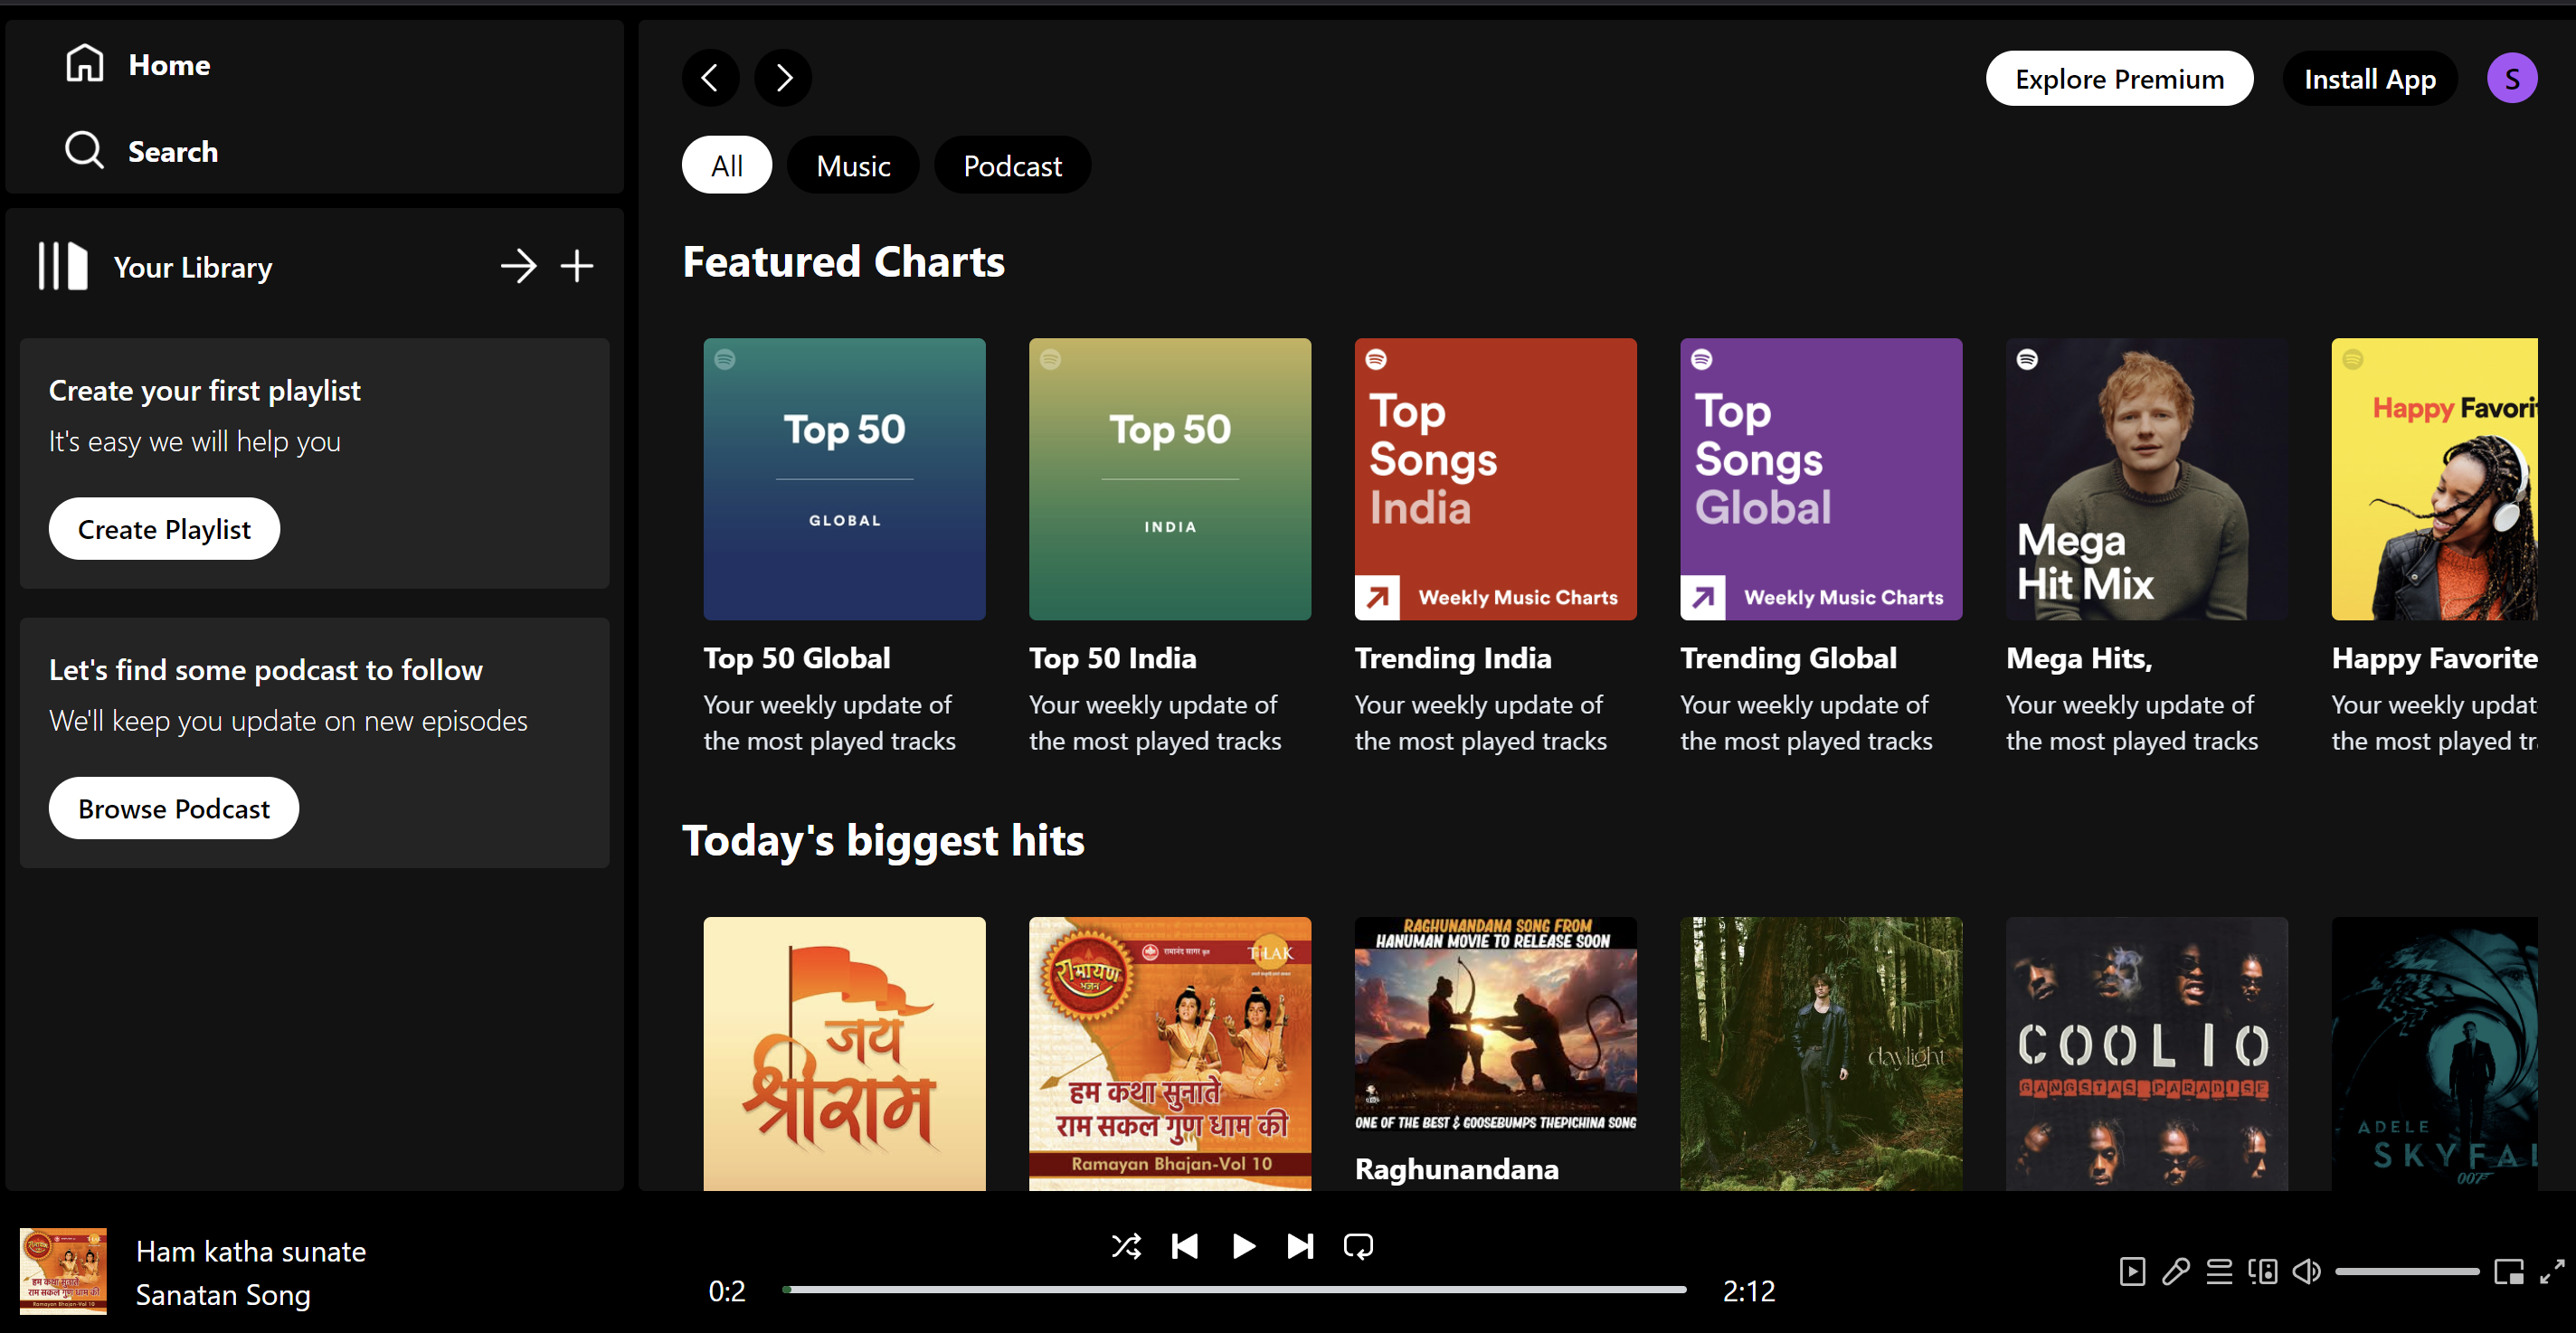 Home
Search
Your Library
Create your first playlist
It's easy we will help you
Create Playlist
Let's find some podcast to follow
We'll keep you update on new episodes
Browse Podcast
Explore Premium
Install App
S
All
Music
Podcast
Featured Charts
Top 50
GLOBAL
Top 50 Global
Your weekly update of
the most played tracks
Top 50
INDIA
Top 50 India
Your weekly update of
the most played tracks
Top
Songs
India
Weekly Music Charts
Trending India
Your weekly update of
the most played tracks
Top
Songs
Global
Weekly Music Charts
Trending Global
Your weekly update of
the most played tracks
Mega
Hit Mix
Mega Hits,
Your weekly update of
the most played tracks
Happy Favorit
Happy Favorite
Your weekly updat
the most played tr
Today's biggest hits
जय
श्रीराम
रामायण
भजन
रामानंद सागर कृत
TILAK
हम कथा सुनाते
राम सकल गुण धाम की
Ramayan Bhajan-Vol 10
RAGHUNANDANA SONG FROM
HANUMAN MOVIE TO RELEASE SOON
ONE OF THE BEST & GOOSEBUMPS THEPICHINA SONG
Raghunandana
daylight
COOLIO
GANGSTAS PARADISE
ADELE
SKYFAL
007
Ham katha sunate
Sanatan Song
0:2
2:12